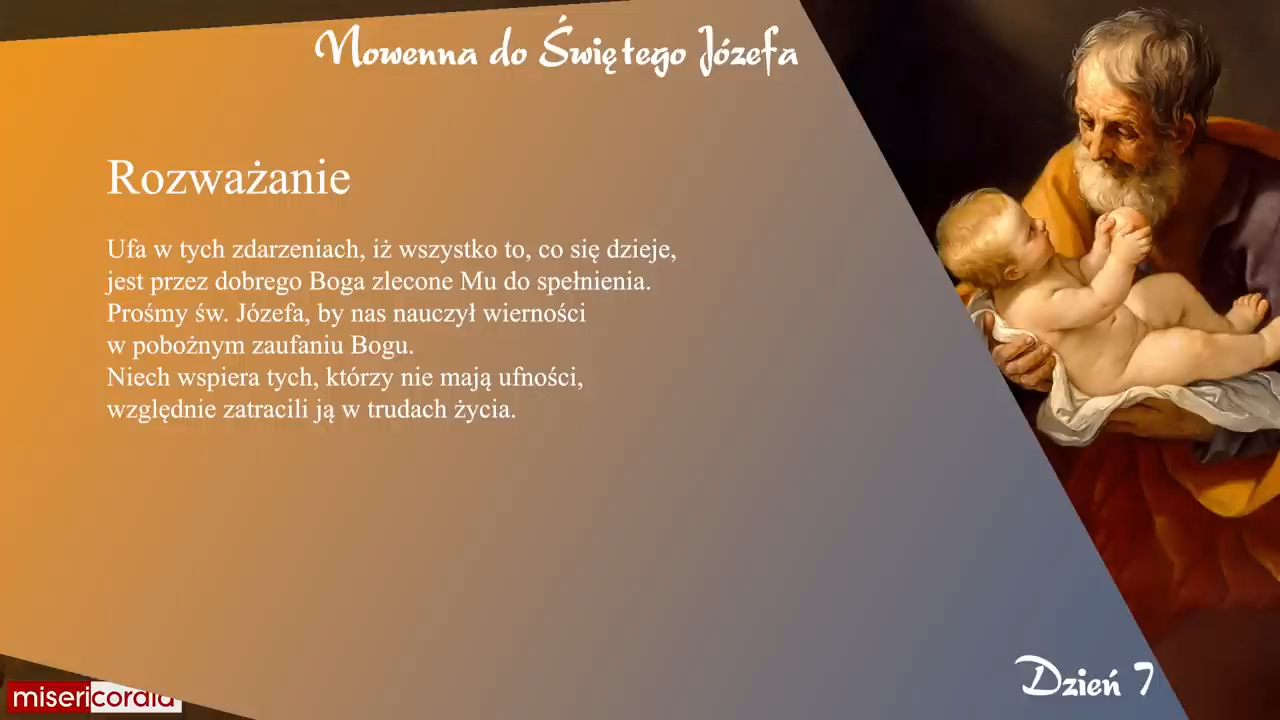 Nowenna do Świętego Józefa
Rozważanie
Ufa w tych zdarzeniach, iż wszystko to, co się dzieje,
jest przez dobrego Boga zlecone Mu do spełnienia.
Prośmy św. Józefa, by nas nauczył wierności
w pobożnym zaufaniu Bogu.
Niech wspiera tych, którzy nie mają ufności,
względnie zatracili ją w trudach życia.
Dzień 7
misericordia